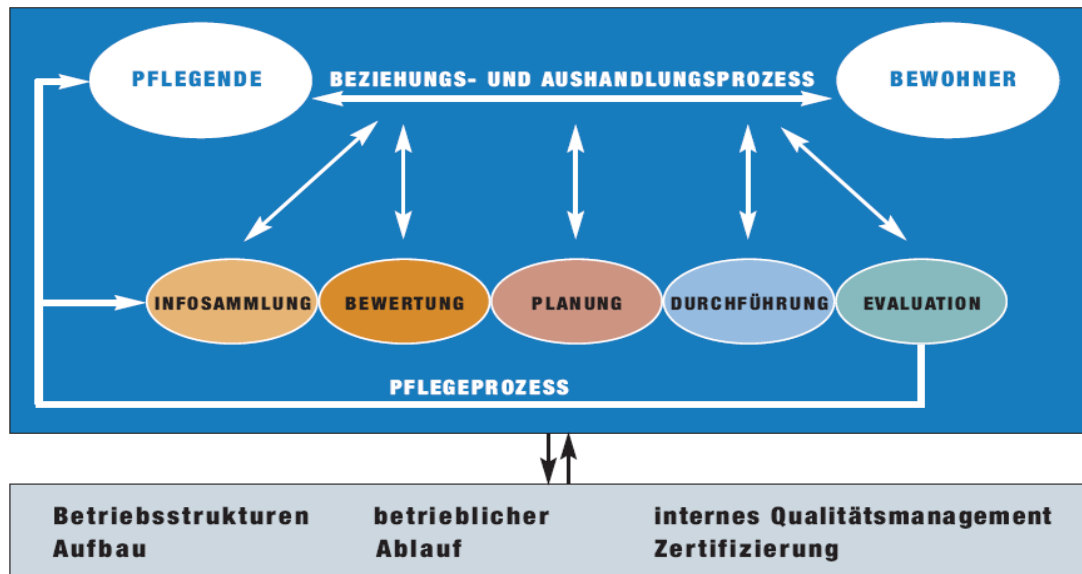 PFLEGENDE
BEZIEHUNGS- UND AUSHANDLUNGSPROZESS
BEWOHNER
INFOSAMMLUNG
BEWERTUNG
PLANUNG
DURCHFÜHRUNG
EVALUATION
PFLEGEPROZESS
Betriebsstrukturen
Aufbau
betrieblicher
Ablauf
internes Qualitätsmanagement
Zertifizierung